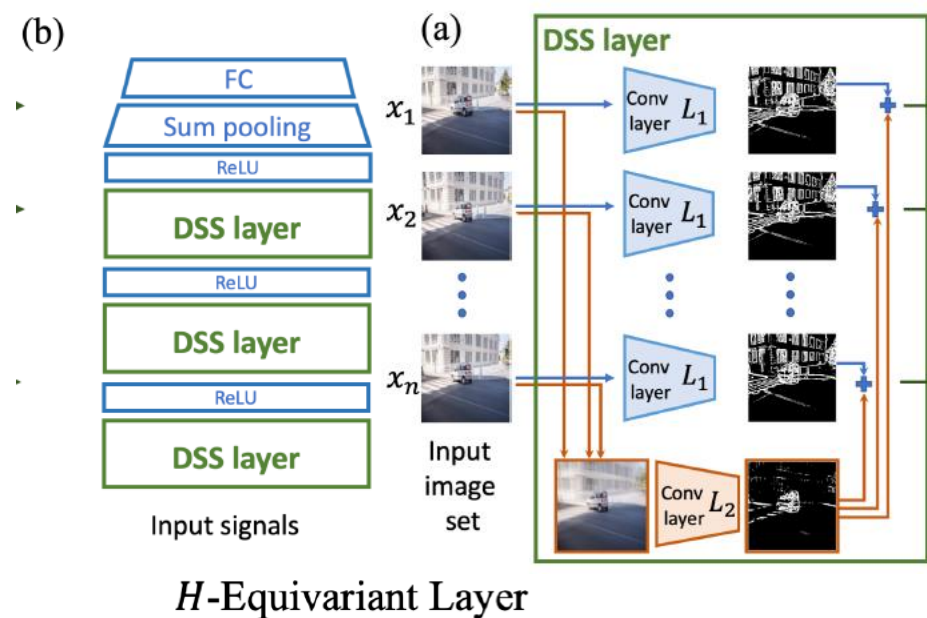 (b)
FC
Sum pooling
ReLU
DSS layer
ReLU
DSS layer
ReLU
DSS layer
Input signals
(a)
x₁
x₂
xₙ
Input
image
set
DSS layer
Conv
layer L₁
Conv
layer L₁
Conv
layer L₁
Conv
layer L₂
H-Equivariant Layer